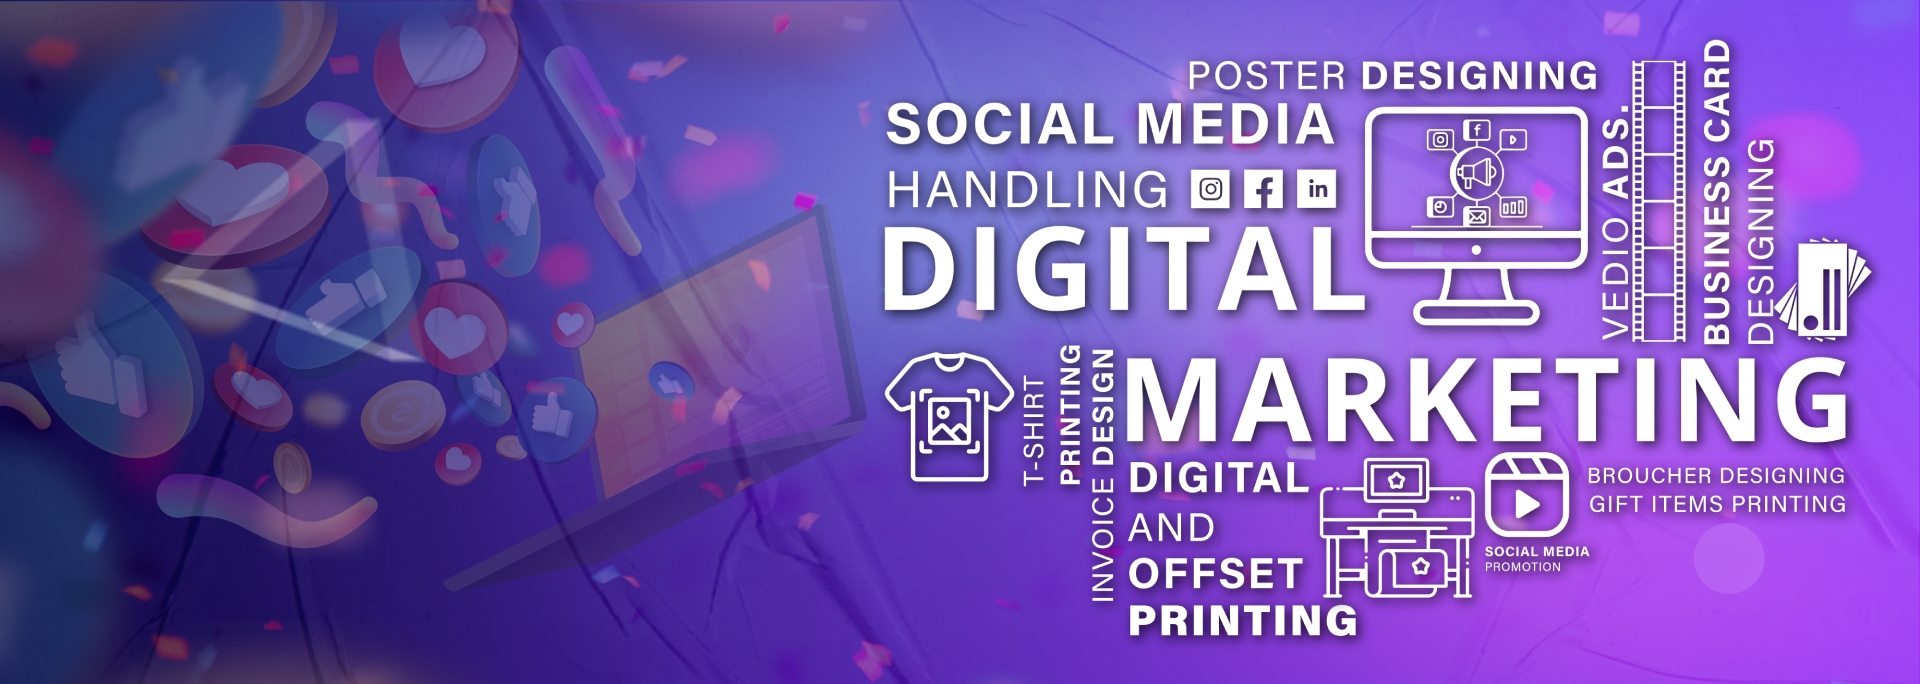 POSTER DESIGNING
SOCIAL MEDIA
HANDLING
DIGITAL
VEDIO ADS.
BUSINESS CARD
DESIGNING
T-SHIRT
PRINTING
INVOICE DESIGN
MARKETING
DIGITAL
AND
OFFSET
PRINTING
SOCIAL MEDIA
PROMOTION
BROUCHER DESIGNING
GIFT ITEMS PRINTING